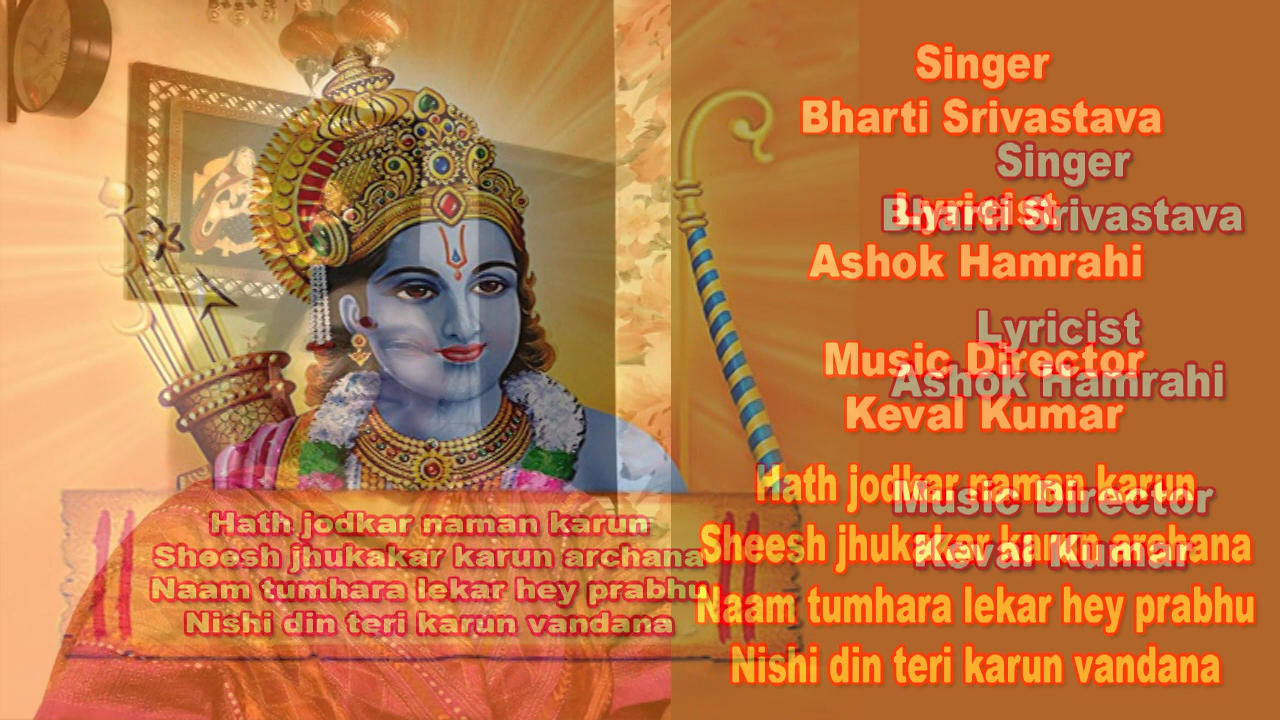 Singer
Bharti Srivastava
Singer
Bharti Srivastava
Lyricist
Ashok Hamrahi
Lyricist
Ashok Hamrahi
Music Director
Keval Kumar
Music Director
Keval Kumar
Hath jodkar naman karun
Sheesh jhukakar karun archana
Naam tumhara lekar hey prabhu
Nishi din teri karun vandana
Hath jodkar naman karun
Sheesh jhukakar karun archana
Naam tumhara lekar hey prabhu
Nishi din teri karun vandana